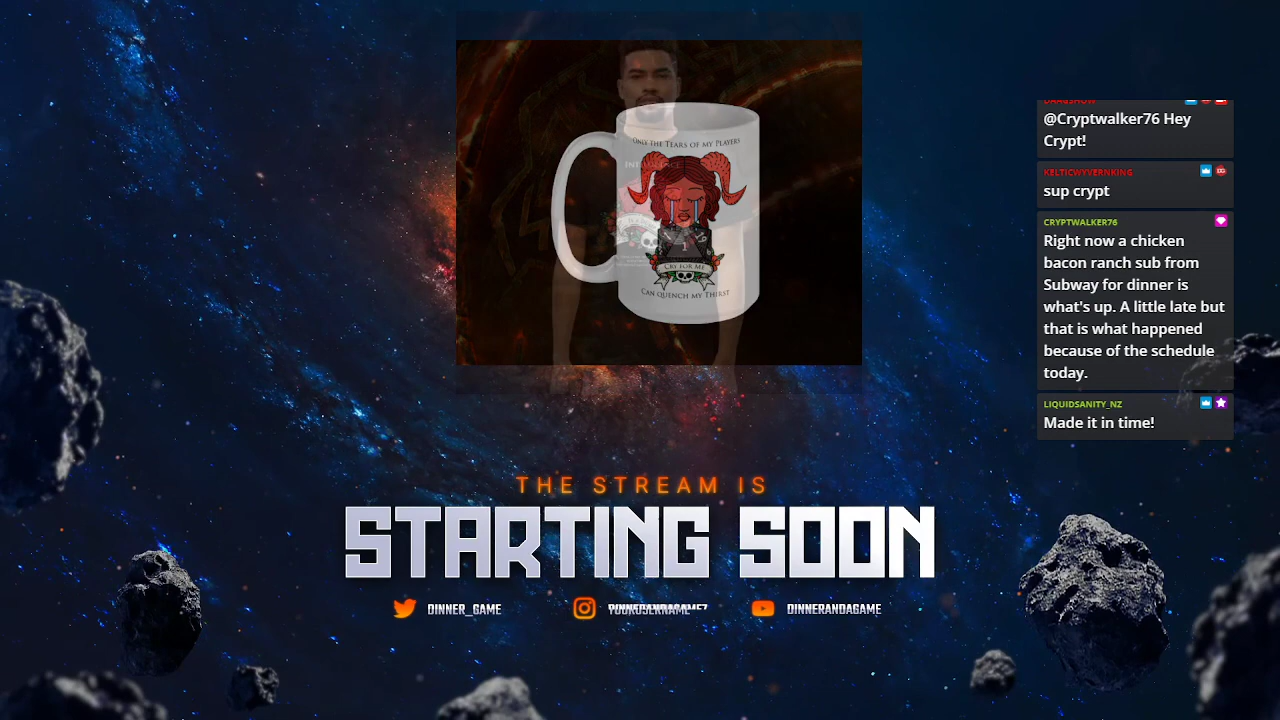 ONLY THE TEARS OF MY PLAYERS
CRY FOR ME
CAN QUENCH MY THIRST
@Cryptwalker76 Hey
Crypt!
KELTICWYVERNKING
sup crypt
CRYPTWALKER76
Right now a chicken
bacon ranch sub from
Subway for dinner is
what's up. A little late but
that is what happened
because of the schedule
today.
LIQUIDSANITY_NZ
Made it in time!
THE STREAM IS
STARTING SOON
DINNER_GAME
DINNERANDAGAME